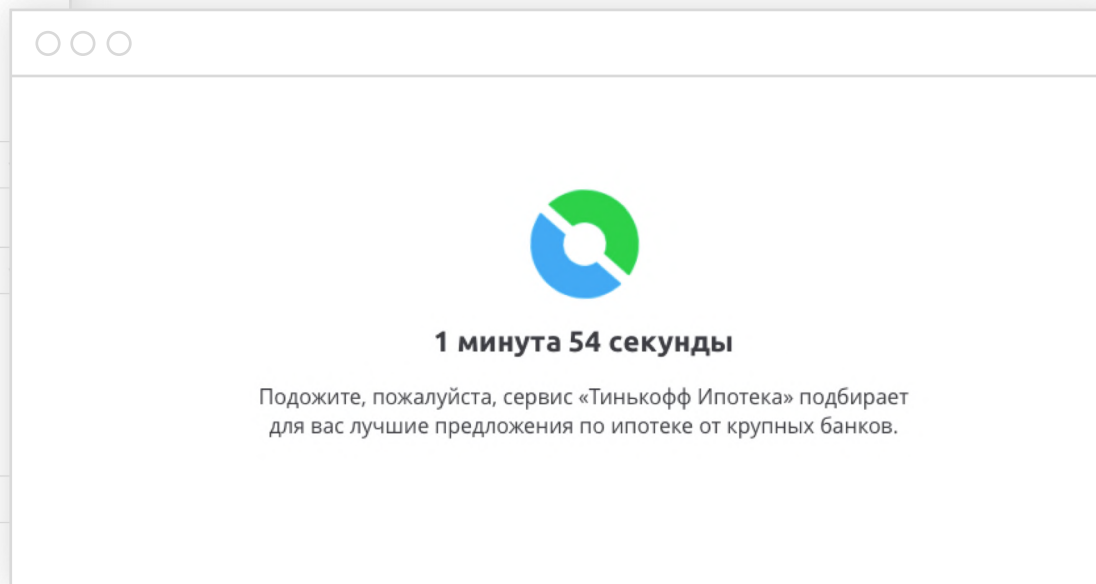 1 минута 54 секунды
Подожите, пожалуйста, сервис «Тинькофф Ипотека» подбирает
для вас лучшие предложения по ипотеке от крупных банков.